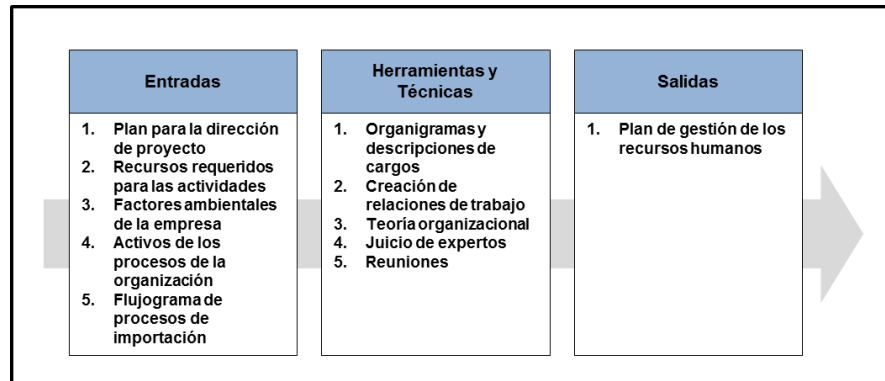 Entradas
1. Plan para la dirección
de proyecto
2. Recursos requeridos
para las actividades
3. Factores ambientales
de la empresa
4. Activos de los
procesos de la
organización
5. Flujograma de
procesos de
importación
Herramientas y
Técnicas
1. Organigramas y
descripciones de
cargos
2. Creación de
relaciones de trabajo
3. Teoría organizacional
4. Juicio de expertos
5. Reuniones
Salidas
1. Plan de gestión de los
recursos humanos